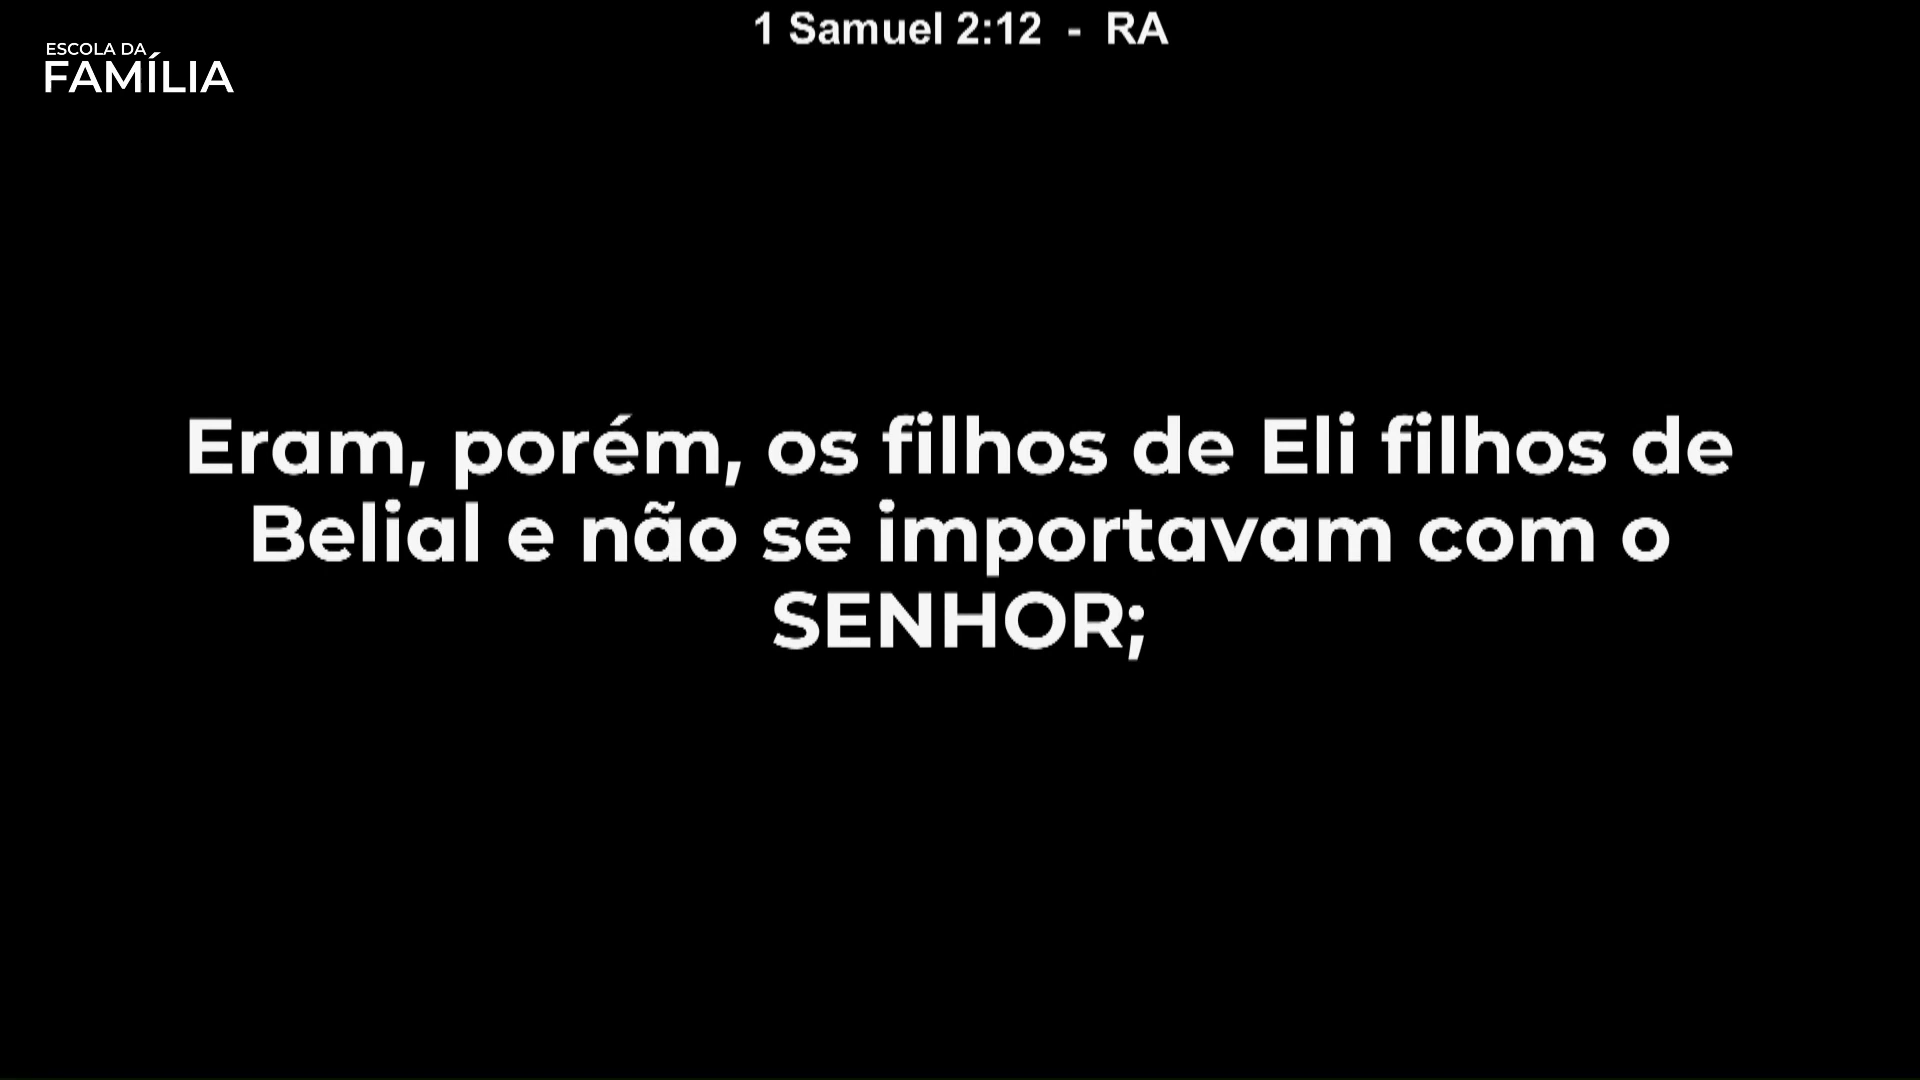 1 Samuel 2:12 - RA
ESCOLA DA
FAMÍLIA
Eram, porém, os filhos de Eli filhos de
Belial e não se importavam com o
SENHOR;